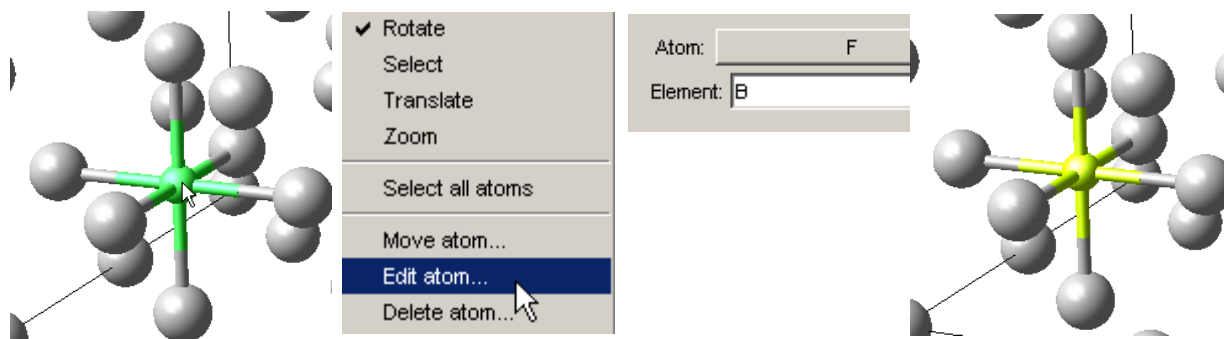 Rotate
Select
Translate
Zoom
Select all atoms
Move atom...
Edit atom...
Delete atom...
Atom: F
Element: B